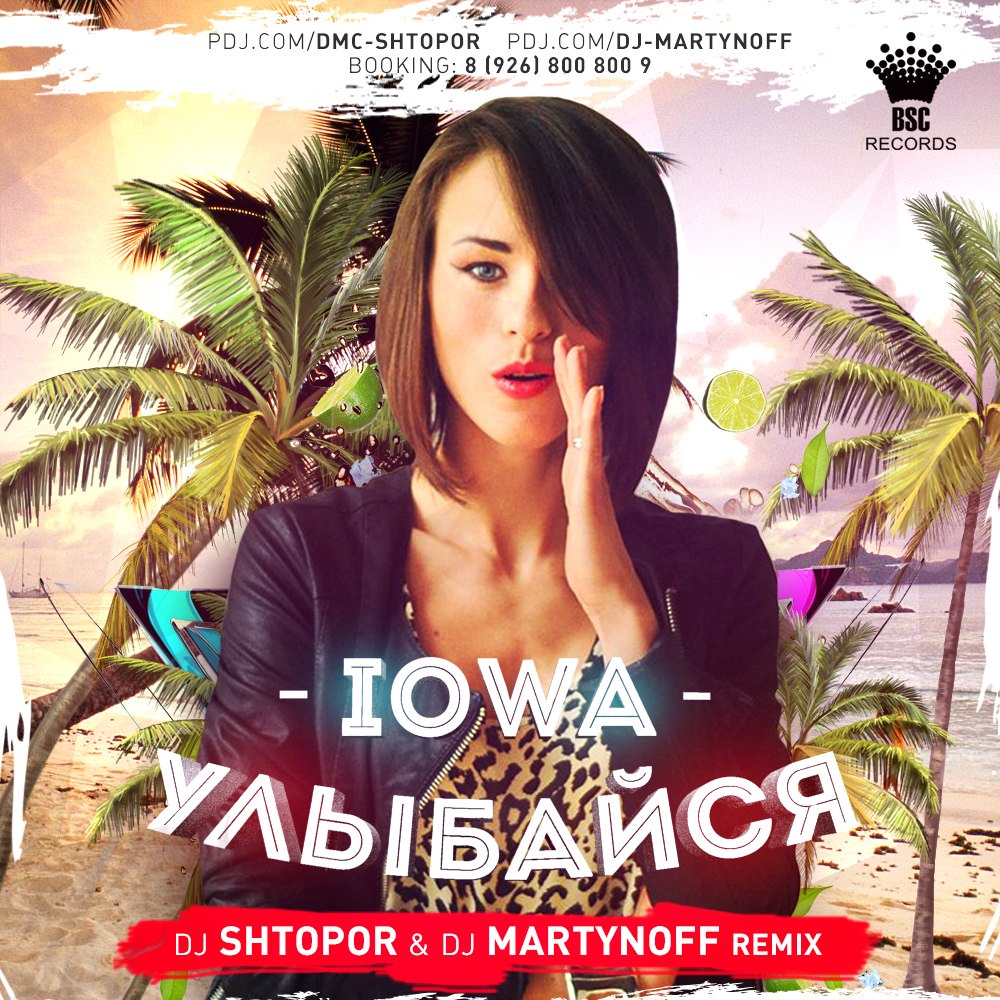 PDJ.COM/DMC-SHTOPOR PDJ.COM/DJ-MARTYNOFF
BOOKING: 8 (926) 800 800 9
BSC
RECORDS
- IOWA -
УЛЫБАЙСЯ
DJ SHTOPOR & DJ MARTYNOFF REMIX